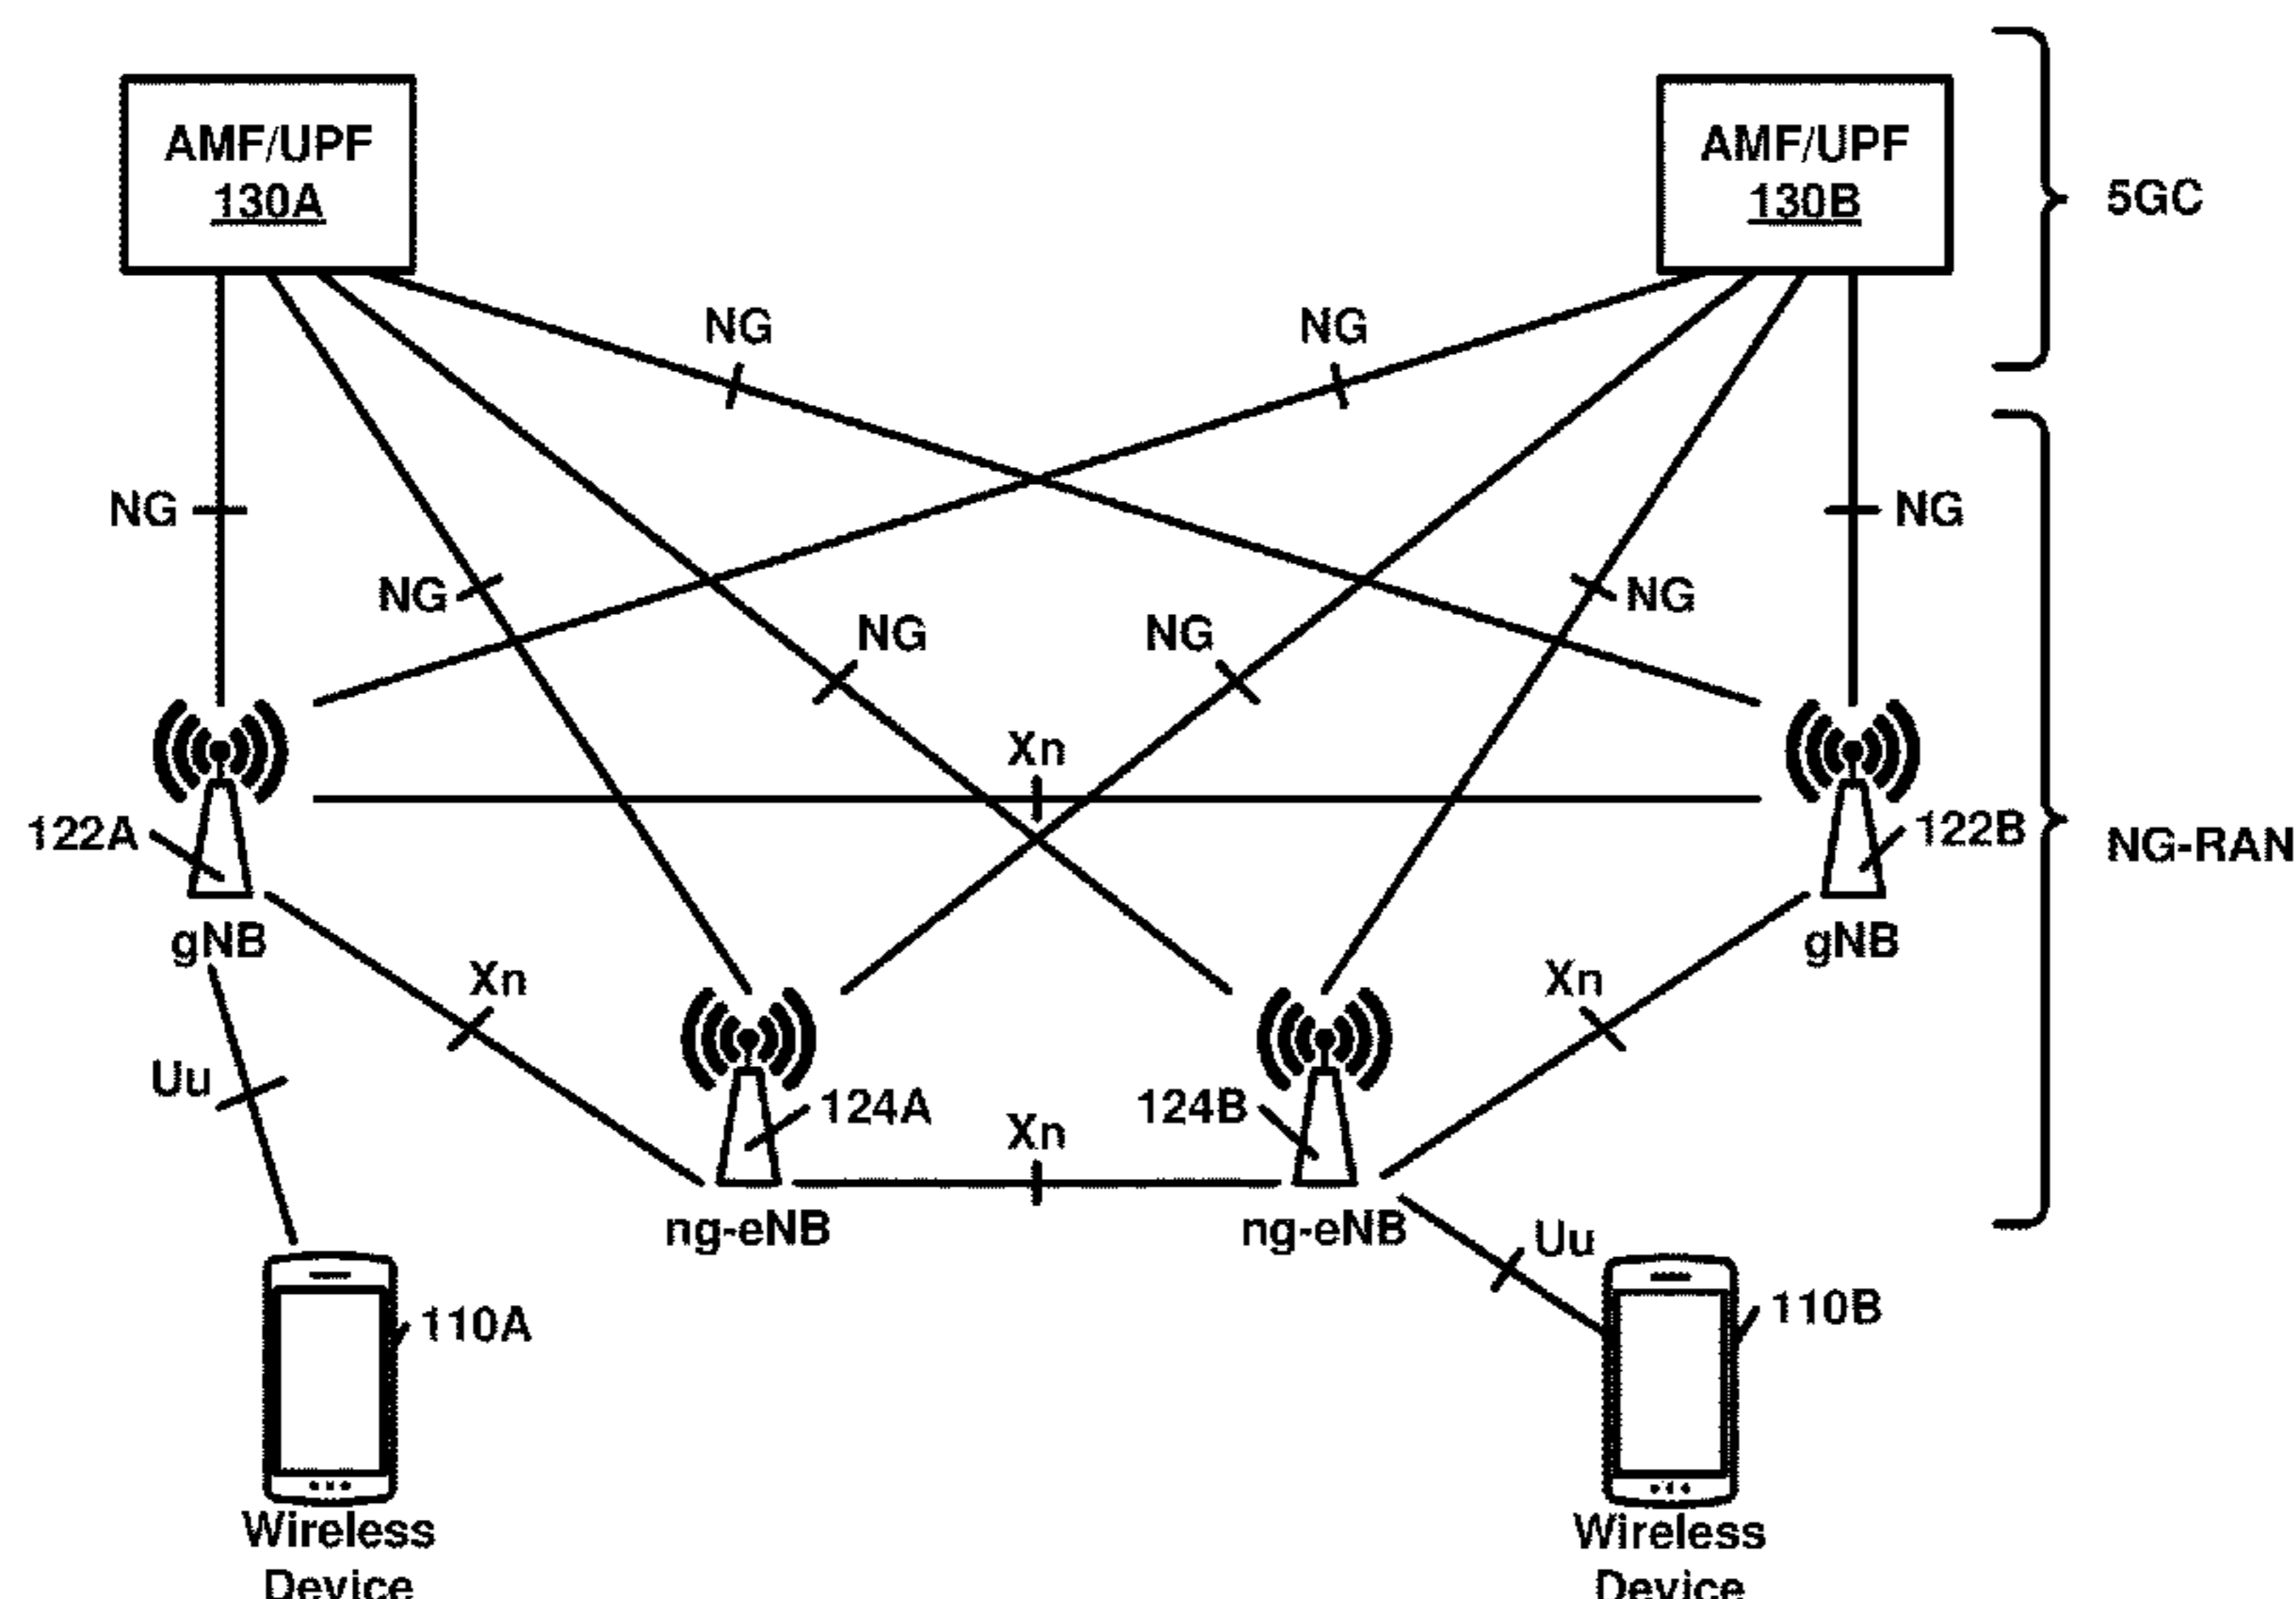 AMF/UPF
130A
AMF/UPF
130B
5GC
NG
NG
NG
NG
NG
NG
NG
NG
Xn
122A
122B
NG-RAN
gNB
gNB
Xn
Xn
Uu
124A
124B
Xn
ng-eNB
ng-eNB
Uu
110A
110B
Wireless
Device
Wireless
Device